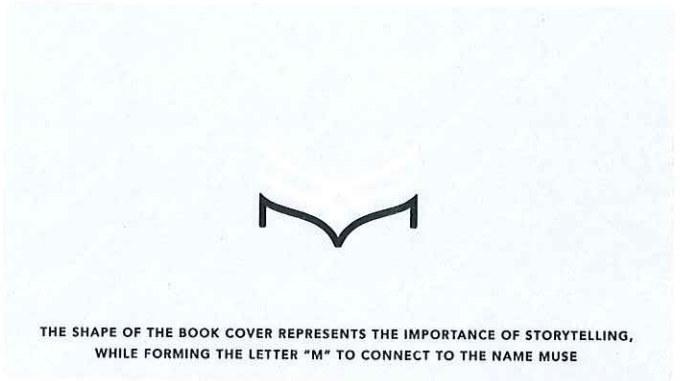 THE SHAPE OF THE BOOK COVER REPRESENTS THE IMPORTANCE OF STORYTELLING,
WHILE FORMING THE LETTER "M" TO CONNECT TO THE NAME MUSE